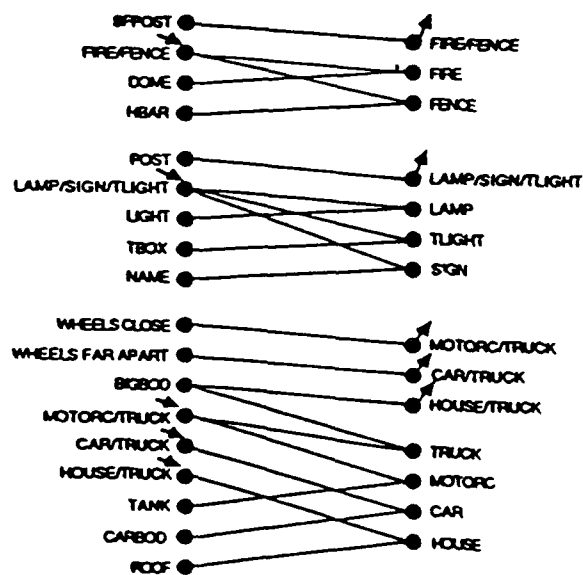 SFPOST
FIRE/FENCE
FIRE/FENCE
DOME
FIRE
HBAR
FENCE
POST
LAMP/SIGN/TLIGHT
LAMP/SIGN/TLIGHT
LIGHT
LAMP
TBOX
TLIGHT
NAME
SIGN
WHEELS CLOSE
MOTORC/TRUCK
WHEELS FAR APART
CAR/TRUCK
BIGBOD
HOUSE/TRUCK
MOTORC/TRUCK
CAR/TRUCK
TRUCK
HOUSE/TRUCK
MOTORC
TANK
CAR
CARBOD
HOUSE
ROOF